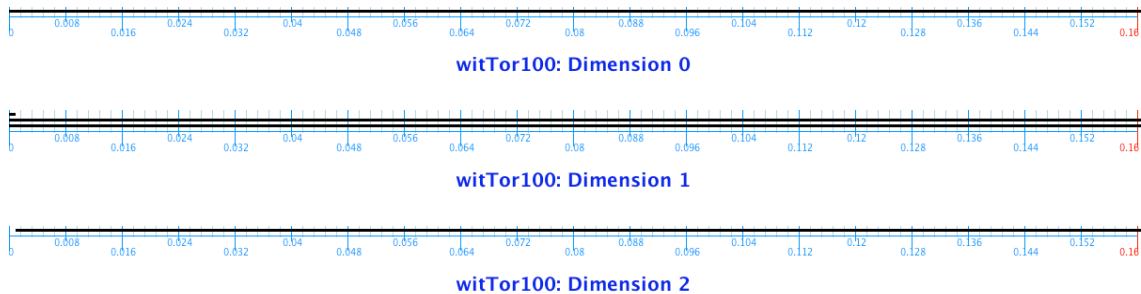 0.008 0.024 0.04 0.056 0.072 0.088 0.104 0.12 0.136 0.152
0 0.016 0.032 0.048 0.064 0.08 0.096 0.112 0.128 0.144 0.16
witTor100: Dimension 0
0.008 0.024 0.04 0.056 0.072 0.088 0.104 0.12 0.136 0.152
0 0.016 0.032 0.048 0.064 0.08 0.096 0.112 0.128 0.144 0.16
witTor100: Dimension 1
0.008 0.024 0.04 0.056 0.072 0.088 0.104 0.12 0.136 0.152
0 0.016 0.032 0.048 0.064 0.08 0.096 0.112 0.128 0.144 0.16
witTor100: Dimension 2